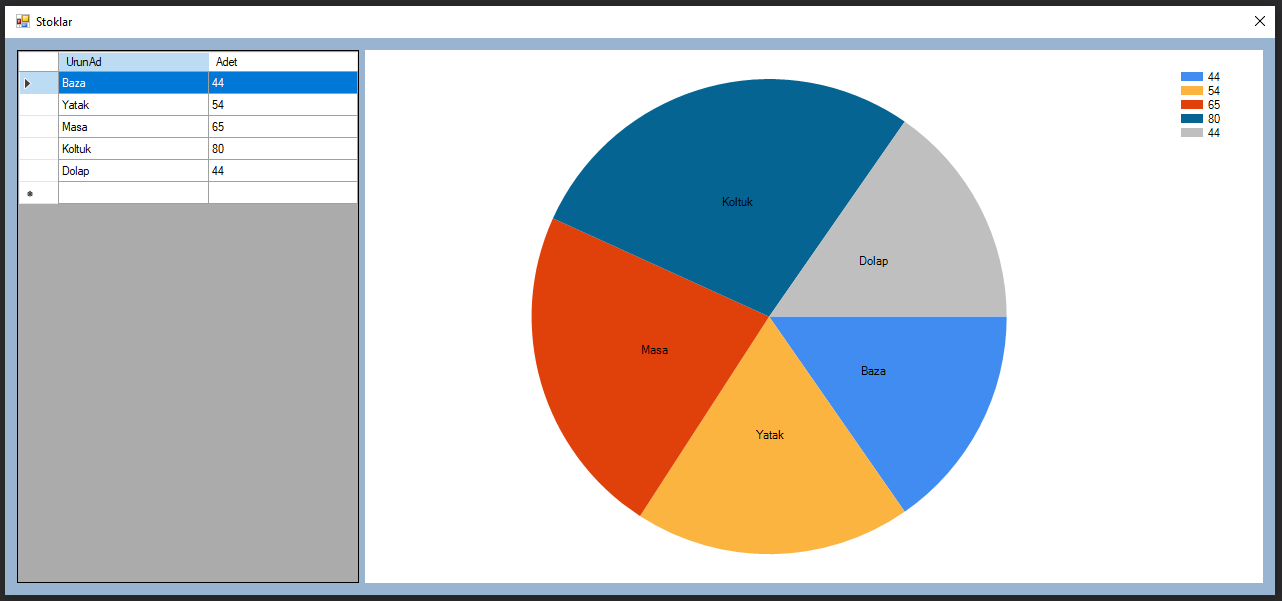 Stoklar
UrunAd Adet
Baza 44
Yatak 54
Masa 65
Koltuk 80
Dolap 44
44
54
65
80
44
Koltuk
Dolap
Masa
Baza
Yatak